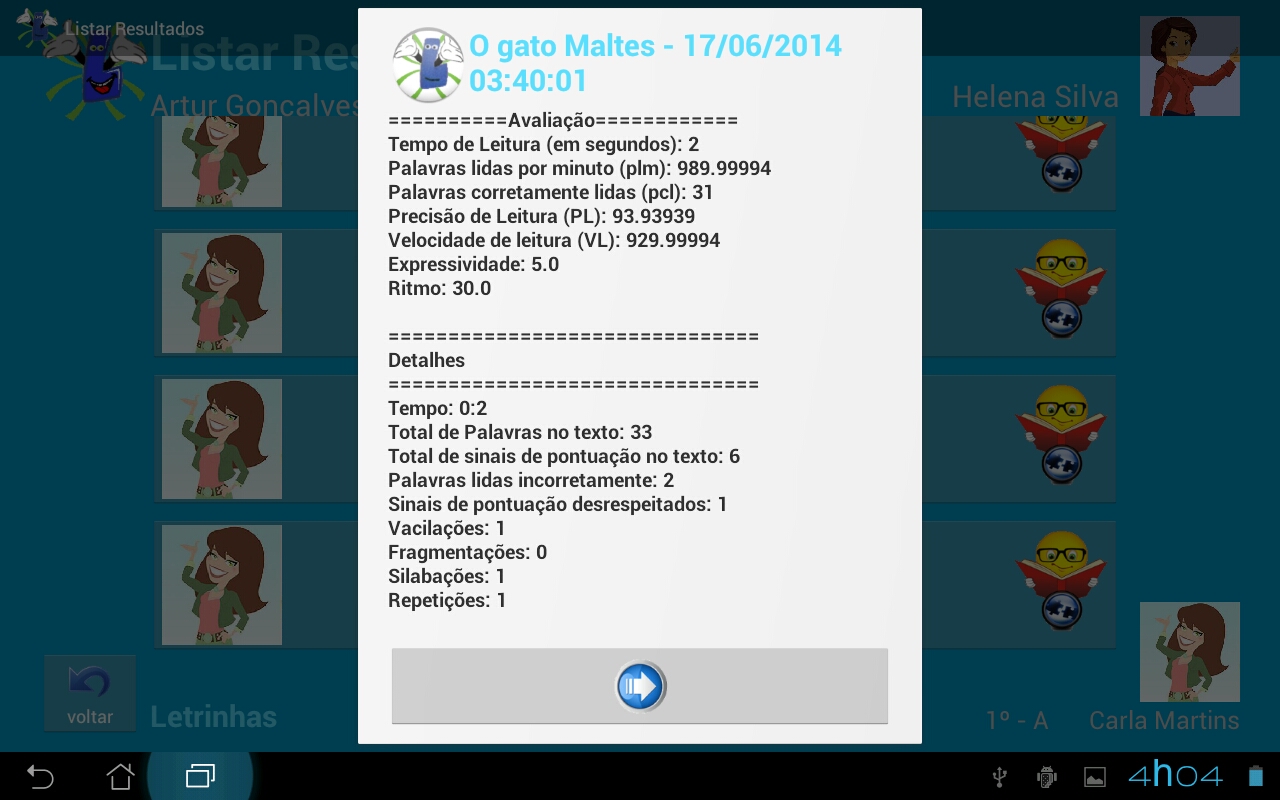 Listar Resultados
Listar Res
Artur Goncalves
Helena Silva
O gato Maltes - 17/06/2014
03:40:01
==========Avaliação============
Tempo de Leitura (em segundos): 2
Palavras lidas por minuto (plm): 989.99994
Palavras corretamente lidas (pcl): 31
Precisão de Leitura (PL): 93.93939
Velocidade de leitura (VL): 929.99994
Expressividade: 5.0
Ritmo: 30.0
===============================
Detalhes
===============================
Tempo: 0:2
Total de Palavras no texto: 33
Total de sinais de pontuação no texto: 6
Palavras lidas incorretamente: 2
Sinais de pontuação desrespeitados: 1
Vacilações: 1
Fragmentações: 0
Silabações: 1
Repetições: 1
voltar
Letrinhas
1º - A
Carla Martins
4h04